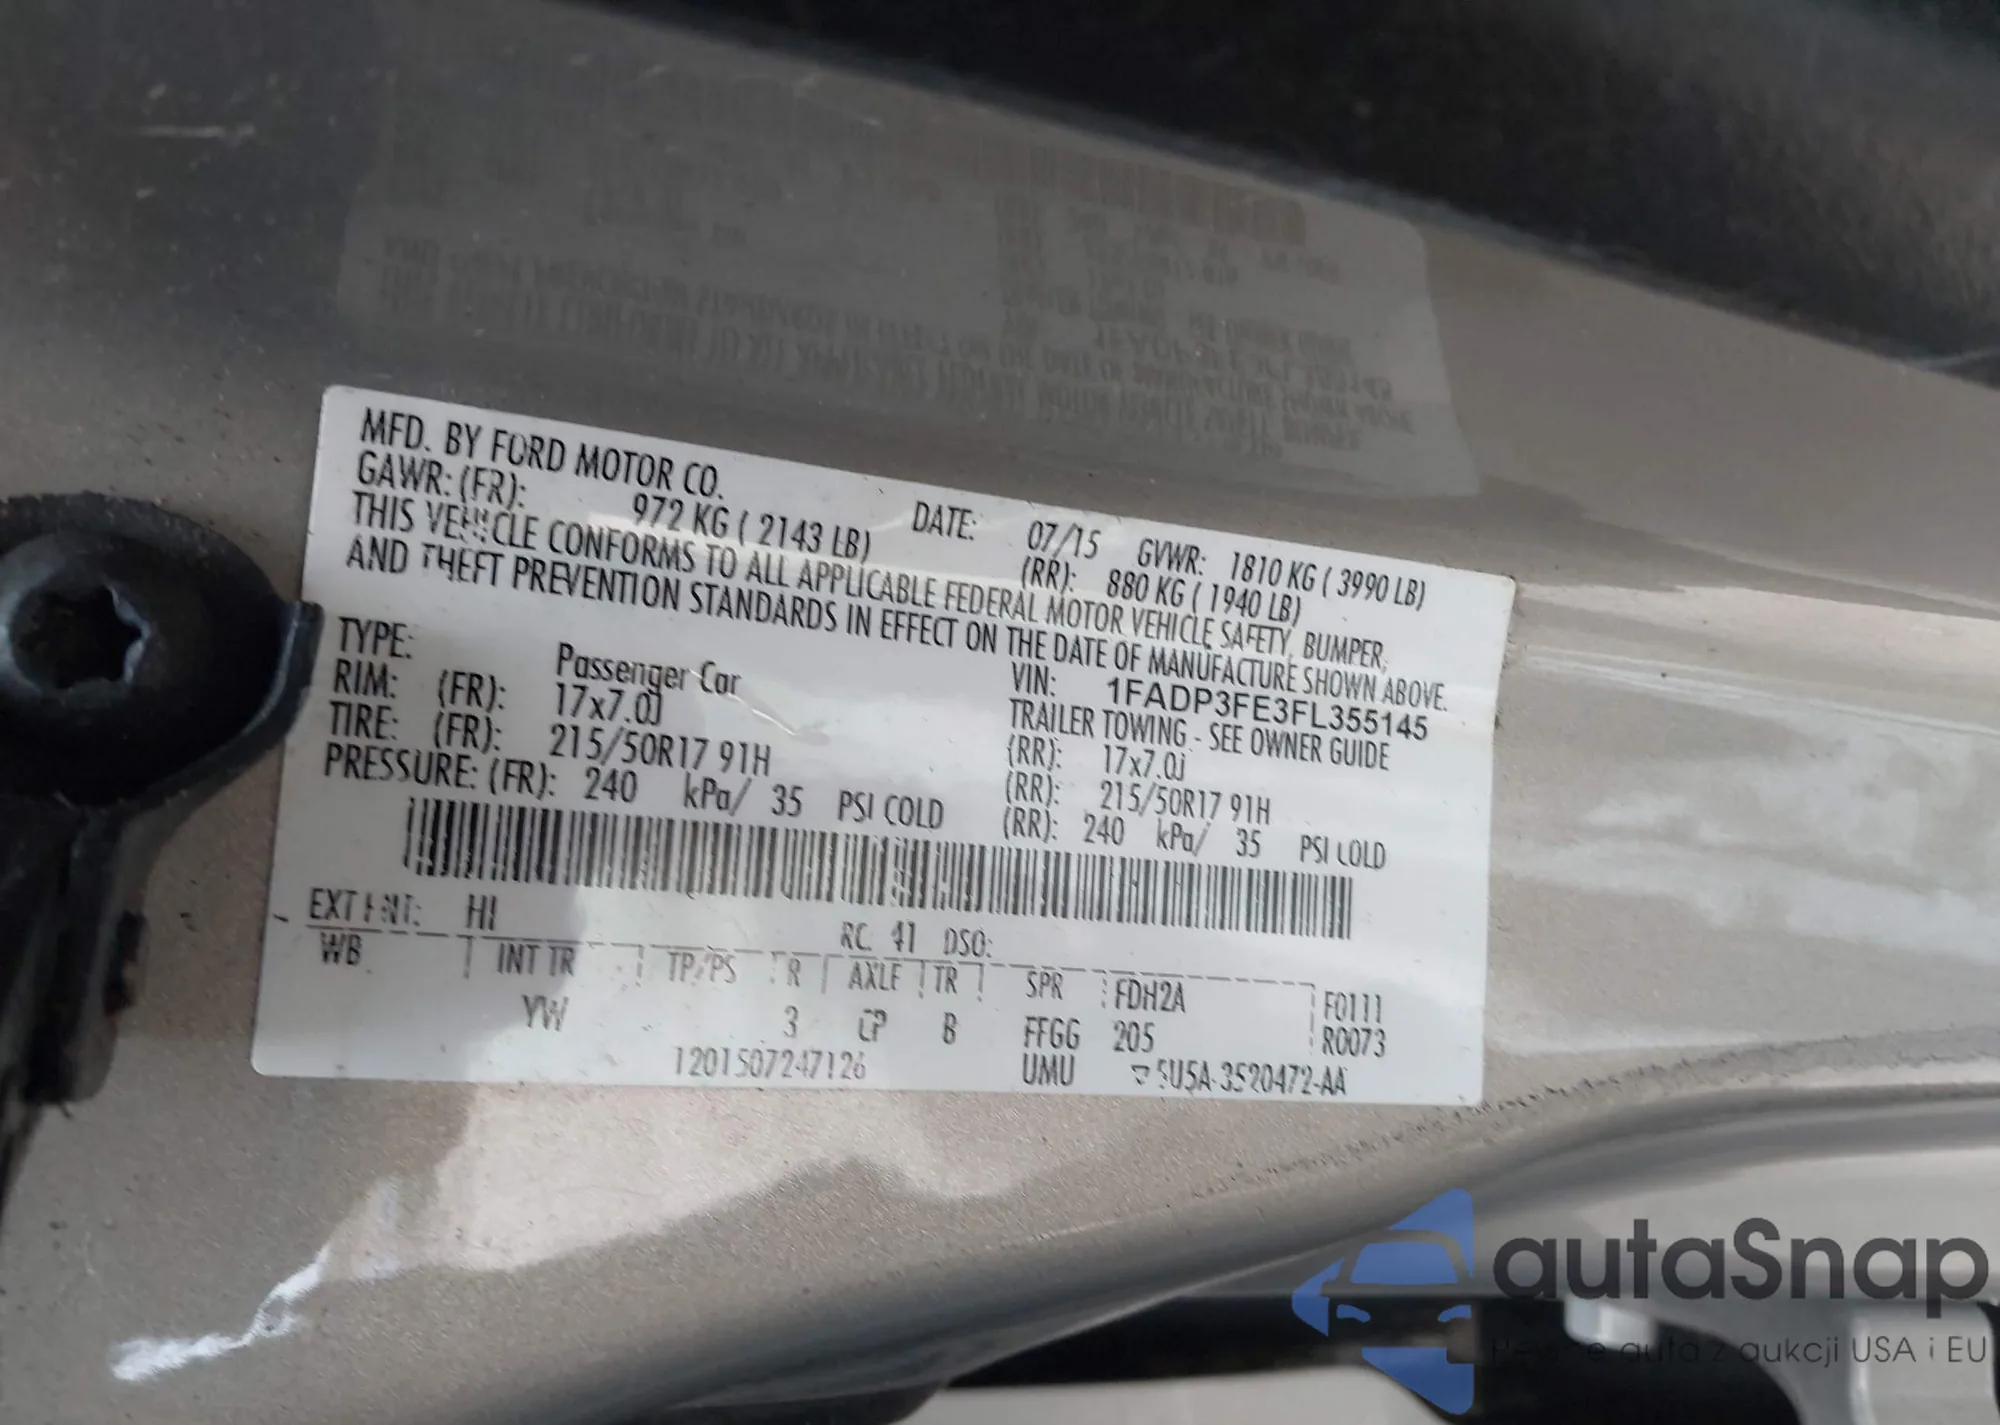 MFD. BY FORD MOTOR CO.
DATE: 07/15 GVWR: 1810 KG ( 3990 LB)
GAWR: (FR): 972 KG ( 2143 LB) (RR): 880 KG ( 1940 LB)
THIS VEHICLE CONFORMS TO ALL APPLICABLE FEDERAL MOTOR VEHICLE SAFETY, BUMPER,
AND THEFT PREVENTION STANDARDS IN EFFECT ON THE DATE OF MANUFACTURE SHOWN ABOVE.
VIN: 1FADP3FE3FL355145
TYPE: Passenger Car TRAILER TOWING - SEE OWNER GUIDE
RIM: (FR): 17x7.0J (RR): 17x7.0j
TIRE: (FR): 215/50R17 91H (RR): 215/50R17 91H
PRESSURE: (FR): 240 kPa/ 35 PSI COLD (RR): 240 kPa/ 35 PSI COLD
EXT PNT: RC: 41 DSO:
WB INT TR TP/PS R AXLE TR SPR FDH2A F0111
YW 3 B FFGG 205 R0073
1201507247126 UMU 5U5A-3520472-AA
autaSnap
aukcji USA i EU